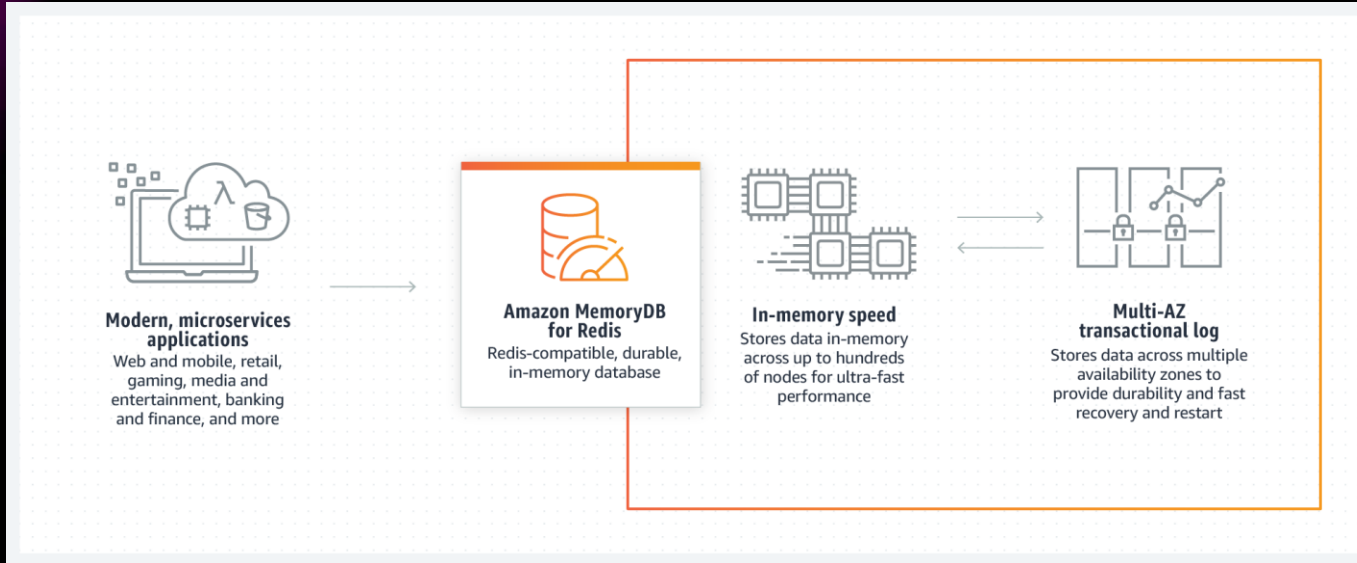 Modern, microservices
applications
Web and mobile, retail,
gaming, media and
entertainment, banking
and finance, and more
Amazon MemoryDB
for Redis
Redis-compatible, durable,
in-memory database
In-memory speed
Stores data in-memory
across up to hundreds
of nodes for ultra-fast
performance
Multi-AZ
transactional log
Stores data across multiple
availability zones to
provide durability and fast
recovery and restart